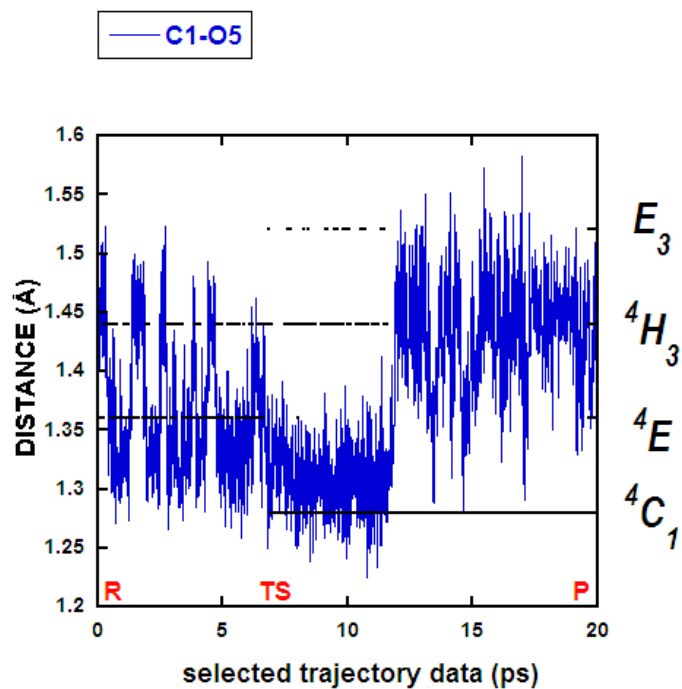 C1-O5
1.6
1.55
1.5
1.45
1.4
1.35
1.3
1.25
1.2
DISTANCE (Å)
E3
4H3
4E
4C1
R TS P
0 5 10 15 20
selected trajectory data (ps)